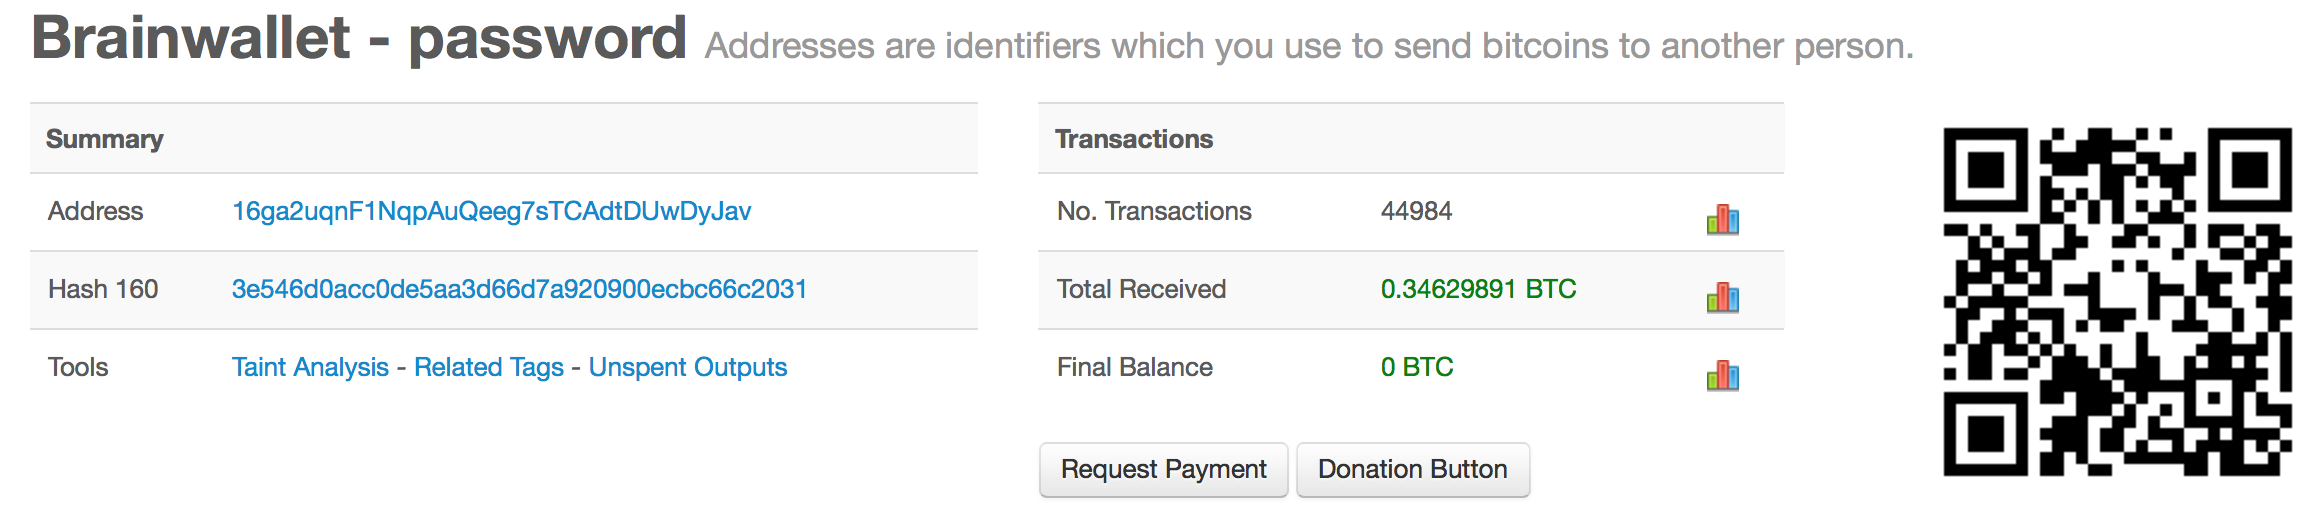 Brainwallet - password Addresses are identifiers which you use to send bitcoins to another person.
Summary
Address 16ga2uqnF1NqpAuQeeg7sTCAdtDUwDyJav
Hash 160 3e546d0acc0de5aa3d66d7a920900ecbc66c2031
Tools Taint Analysis - Related Tags - Unspent Outputs
Transactions
No. Transactions 44984
Total Received 0.34629891 BTC
Final Balance 0 BTC
Request Payment Donation Button